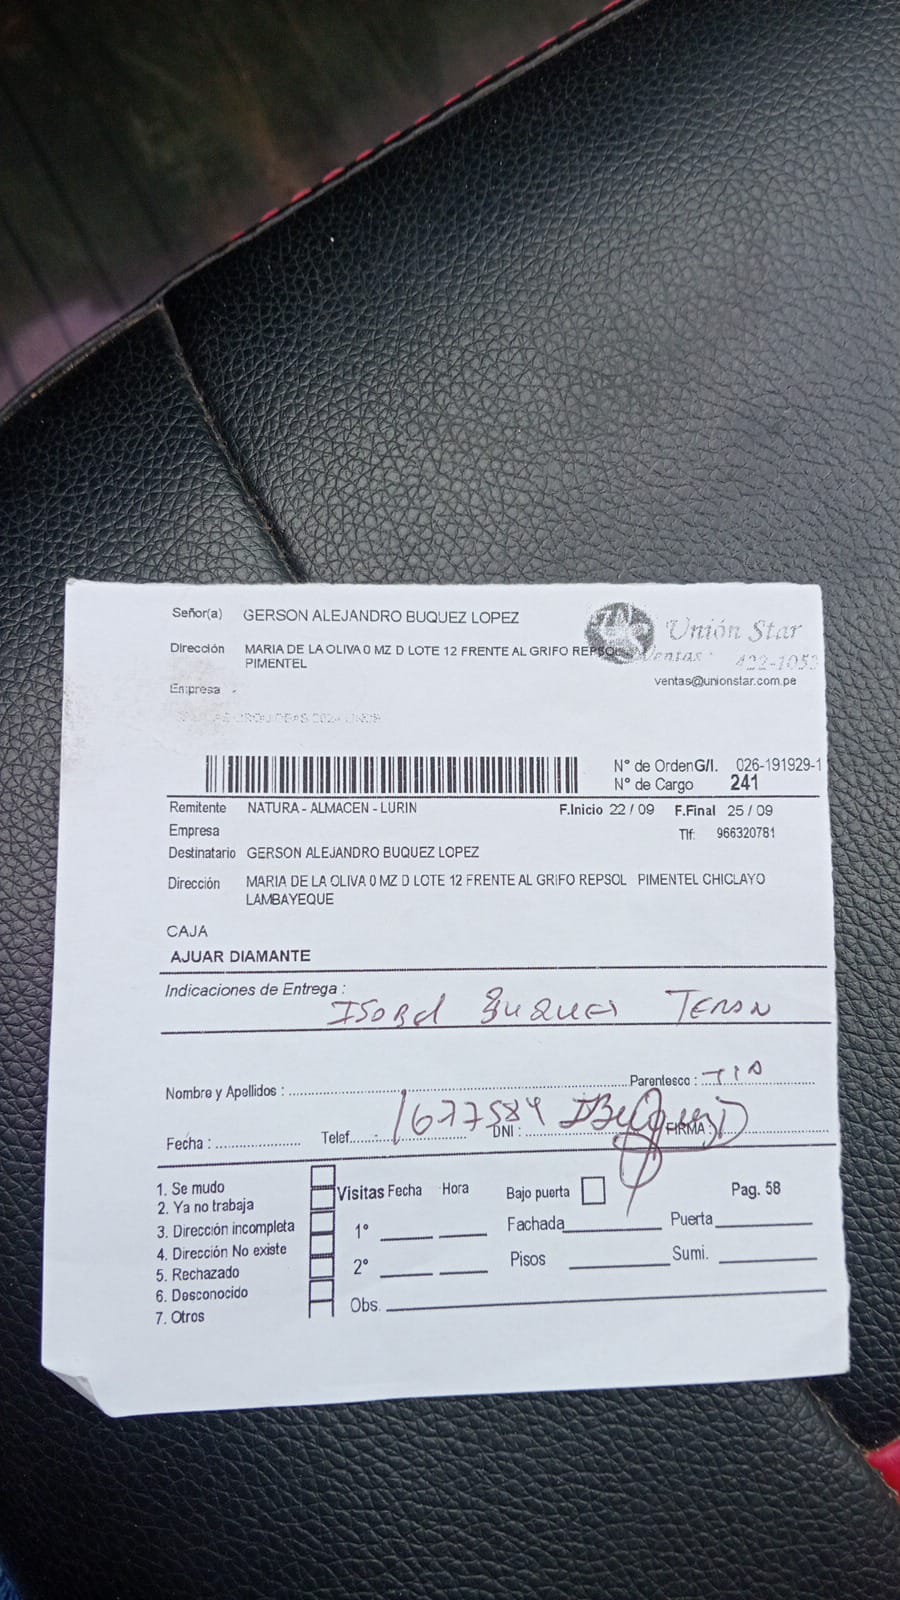 Señor(a) GERSON ALEJANDRO BUQUEZ LOPEZ
Unión Star
Dirección MARIA DE LA OLIVA 0 MZ D LOTE 12 FRENTE AL GRIFO REPSOL
PIMENTEL
Ventas: 422-1053
Empresa .
ventas@unionstar.com.pe
N° de Orden G/I. 026-191929-1
N° de Cargo 241
Remitente NATURA - ALMACEN - LURIN F.Inicio 22 / 09 F.Final 25 / 09
Empresa Tlf: 966320781
Destinatario GERSON ALEJANDRO BUQUEZ LOPEZ
Dirección MARIA DE LA OLIVA 0 MZ D LOTE 12 FRENTE AL GRIFO REPSOL PIMENTEL CHICLAYO
LAMBAYEQUE
CAJA
AJUAR DIAMANTE
Indicaciones de Entrega :
Isabel Buquez Teran
Nombre y Apellidos : Parentesco : TIA
Fecha : Telef. : 1677584 DNI : FIRMA :
1. Se mudo
2. Ya no trabaja
3. Dirección incompleta
4. Dirección No existe
5. Rechazado
6. Desconocido
7. Otros
Visitas Fecha Hora Bajo puerta Pag. 58
1° Fachada Puerta
2° Pisos Sumi.
Obs.